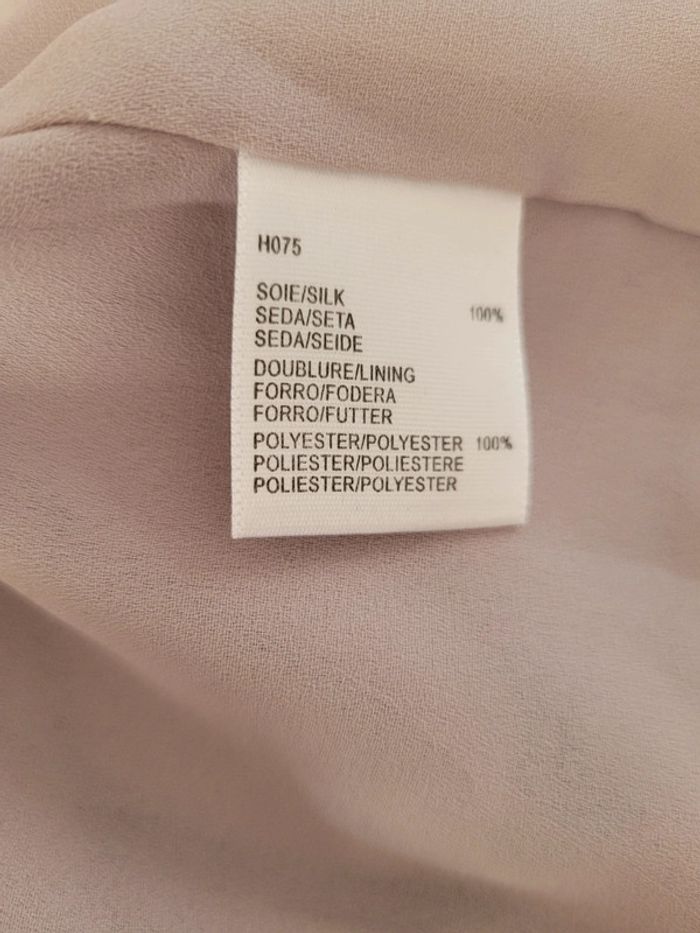 H075
SOIE/SILK
SEDA/SETA 100%
SEDA/SEIDE
DOUBLURE/LINING
FORRO/FODERA
FORRO/FUTTER
POLYESTER/POLYESTER 100%
POLIESTER/POLIESTERE
POLIESTER/POLYESTER